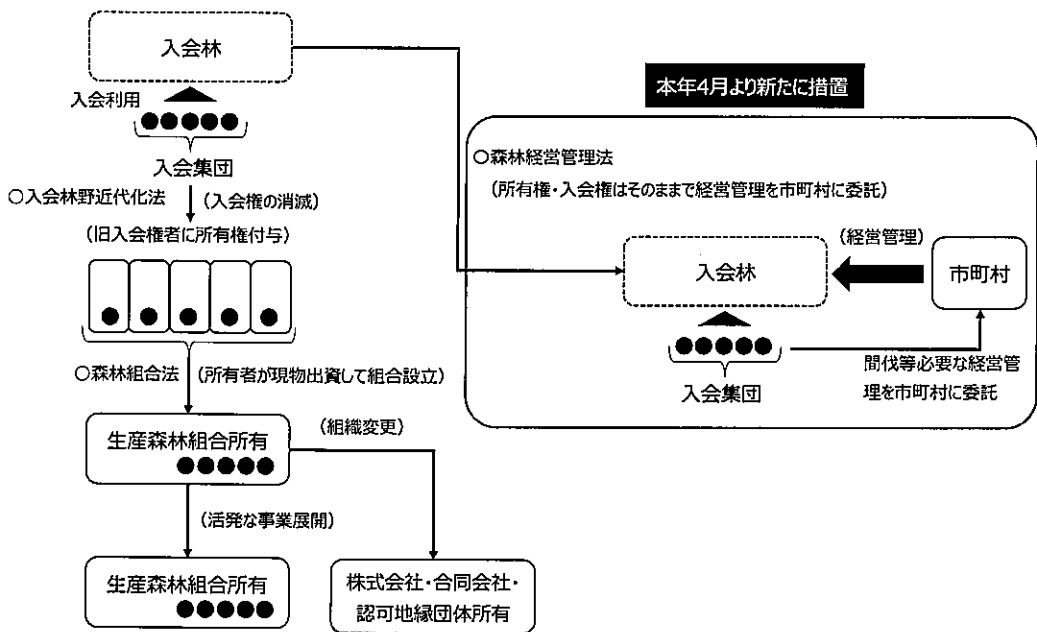 入会林
入会利用
入会集団
○入会林野近代化法
(入会権の消滅)
(旧入会権者に所有権付与)
○森林組合法
(所有者が現物出資して組合設立)
生産森林組合所有
(組織変更)
(活発な事業展開)
生産森林組合所有
株式会社・合同会社・
認可地縁団体所有
本年4月より新たに措置
○森林経営管理法
(所有権・入会権はそのままで経営管理を市町村に委託)
(経営管理)
入会林
市町村
入会集団
間伐等必要な経営管
理を市町村に委託